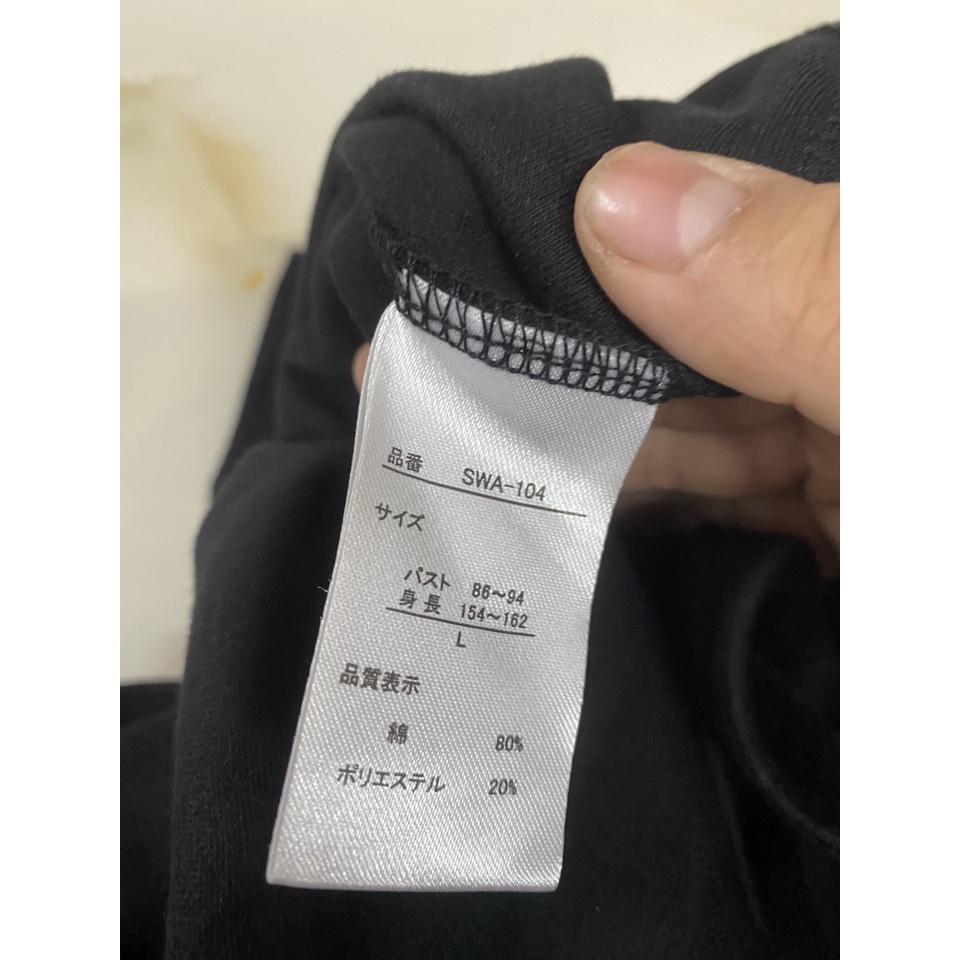 品番 SWA-104
サイズ
バスト 86~94
身長 154~162
L
品質表示
綿 80%
ポリエステル 20%